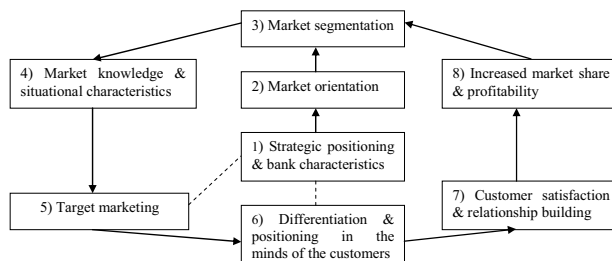 3) Market segmentation
4) Market knowledge &
situational characteristics
2) Market orientation
8) Increased market share
& profitability
1) Strategic positioning
& bank characteristics
5) Target marketing
6) Differentiation &
positioning in the
minds of the customers
7) Customer satisfaction
& relationship building